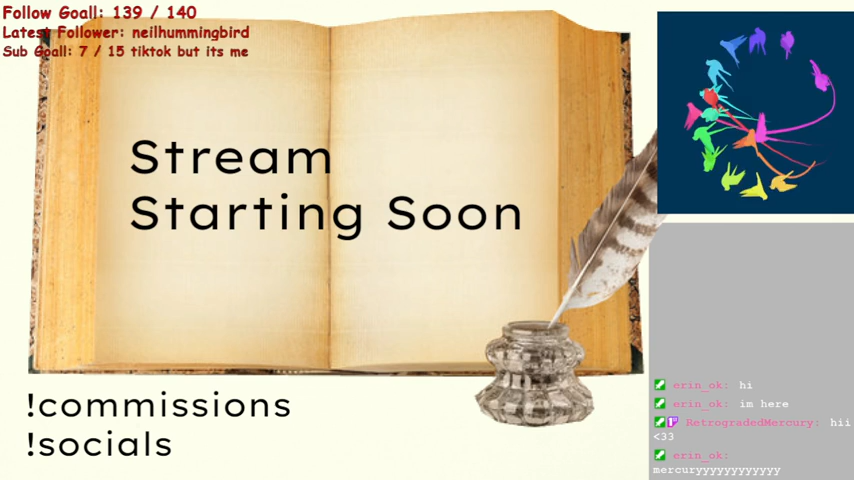 Follow Goall: 139 / 140
Latest Follower: neilhummingbird
Sub Goall: 7 / 15 tiktok but its me
Stream
Starting Soon
!commissions
!socials
erin_ok: hi
erin_ok: im here
RetrogradedMercury: hii
<33
erin_ok:
mercuryyyyyyyyyyyy